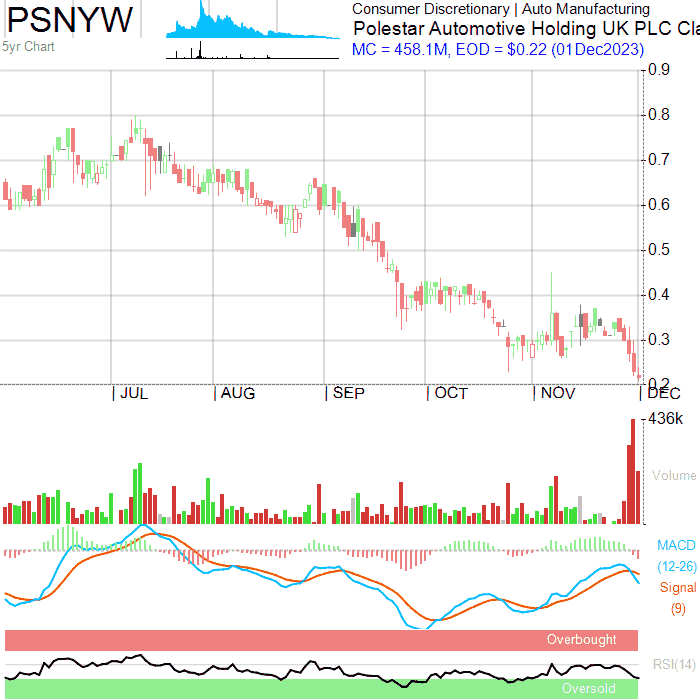 PSNYW
5yr Chart
Consumer Discretionary | Auto Manufacturing
Polestar Automotive Holding UK PLC Cla
MC = 458.1M, EOD = $0.22 (01Dec2023)
0.9
0.8
0.7
0.6
0.5
0.4
0.3
0.2
JUL AUG SEP OCT NOV DEC
436k
Volume
MACD
(12-26)
Signal
(9)
Overbought
RSI(14)
Oversold